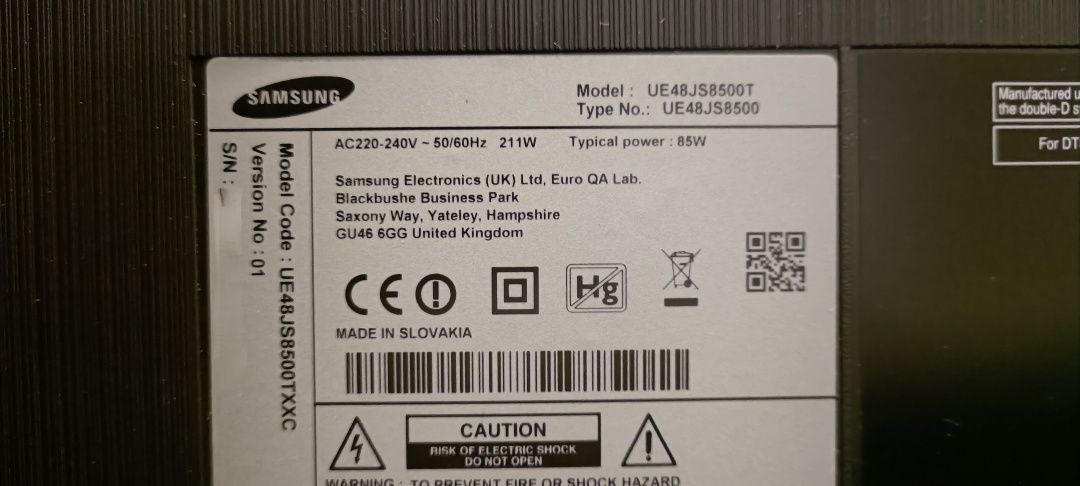 SAMSUNG
Model : UE48JS8500T
Type No.: UE48JS8500
AC220-240V ~ 50/60Hz 211W Typical power : 85W
Samsung Electronics (UK) Ltd, Euro QA Lab.
Blackbushe Business Park
Saxony Way, Yateley, Hampshire
GU46 6GG United Kingdom
CE
Hg
MADE IN SLOVAKIA
Model Code : UE48JS8500TXXC
Version No : 01
S/N :
CAUTION
RISK OF ELECTRIC SHOCK
DO NOT OPEN
WARNING : TO PREVENT FIRE OR SHOCK HAZARD
Manufactured u
the double-D s
For DT